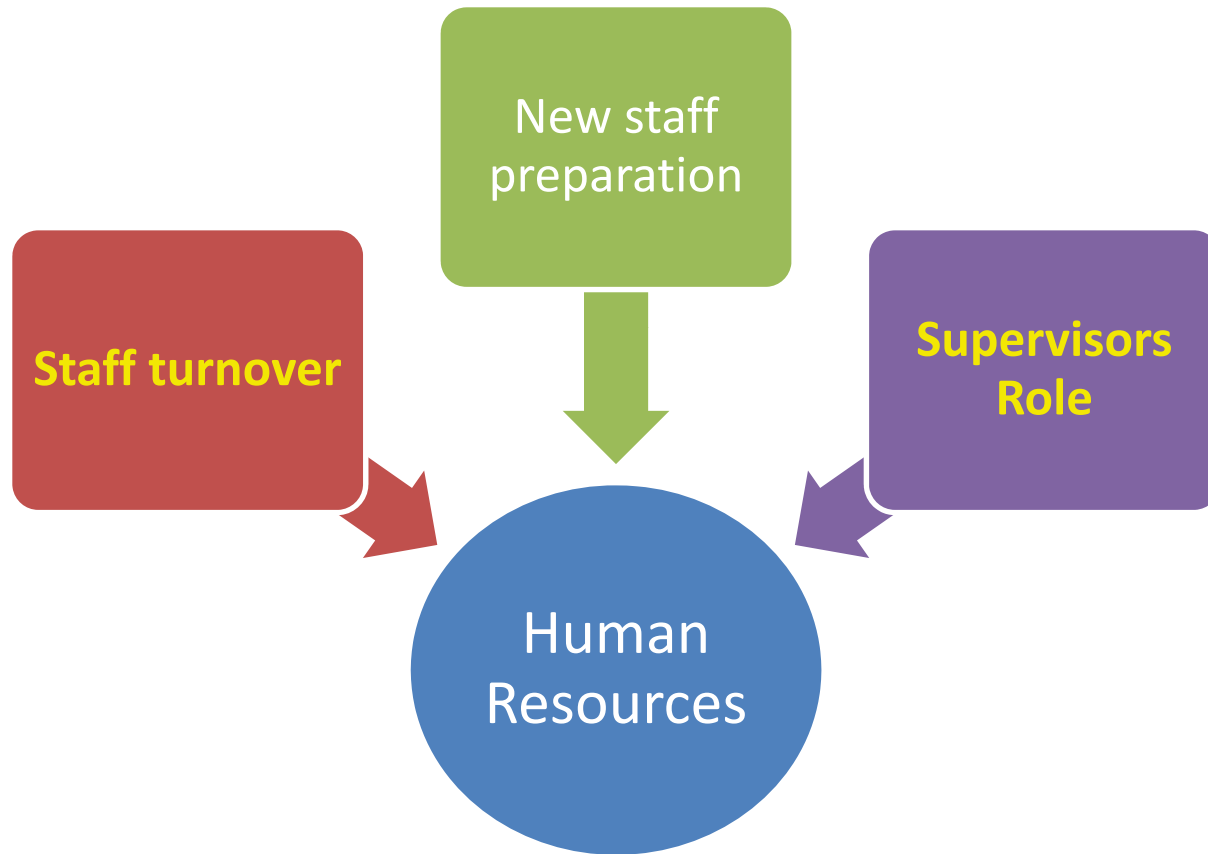 New staff
preparation
Staff turnover
Supervisors
Role
Human
Resources